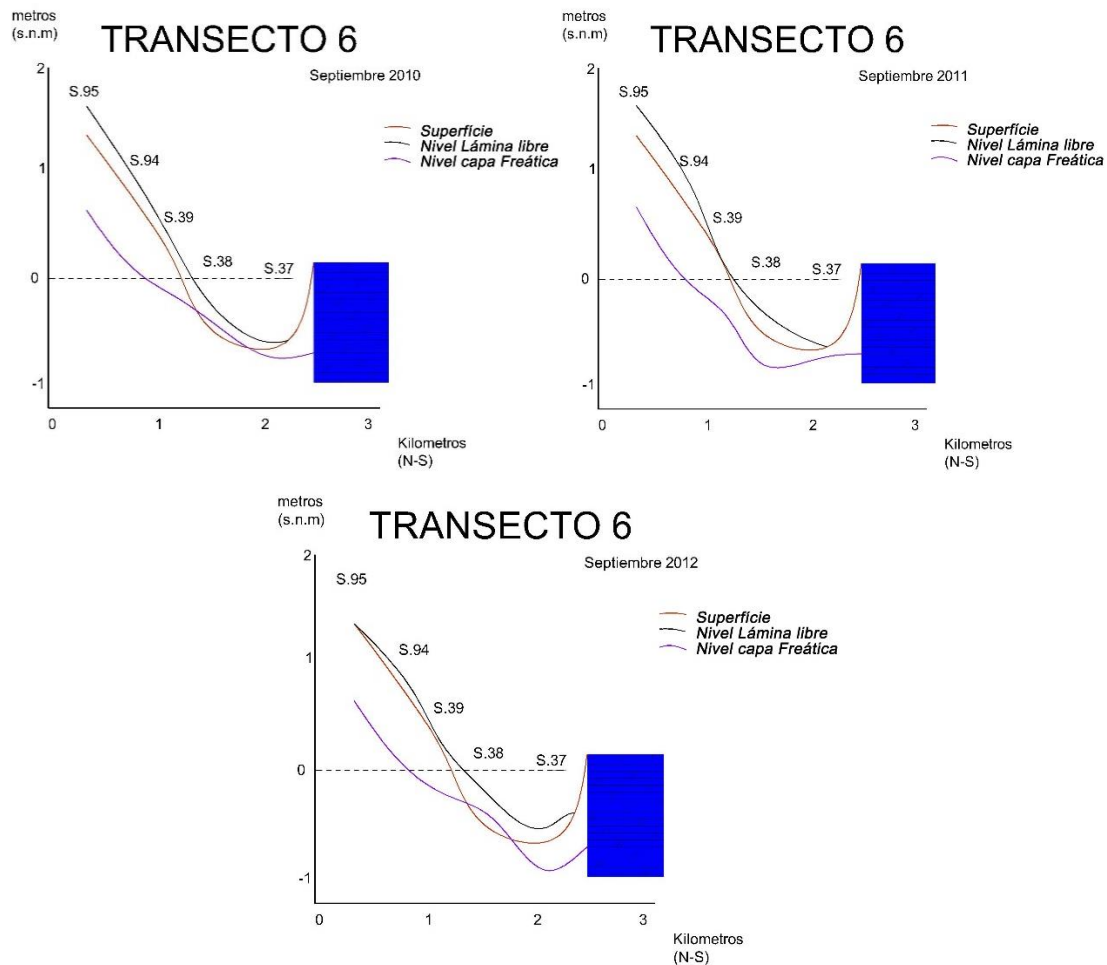 metros
(s.n.m)
TRANSECTO 6
Septiembre 2010
2
S.95
Superfície
Nivel Lámina libre
Nivel capa Freática
S.94
1
S.39
S.38
S.37
0
-1
0
1
2
3
Kilometros
(N-S)
metros
(s.n.m)
TRANSECTO 6
Septiembre 2011
2
S.95
Superfície
Nivel Lámina libre
Nivel capa Freática
S.94
1
S.39
S.38
S.37
0
-1
0
1
2
3
Kilometros
(N-S)
metros
(s.n.m)
TRANSECTO 6
Septiembre 2012
2
S.95
Superfície
Nivel Lámina libre
Nivel capa Freática
S.94
1
S.39
S.38
S.37
0
-1
0
1
2
3
Kilometros
(N-S)